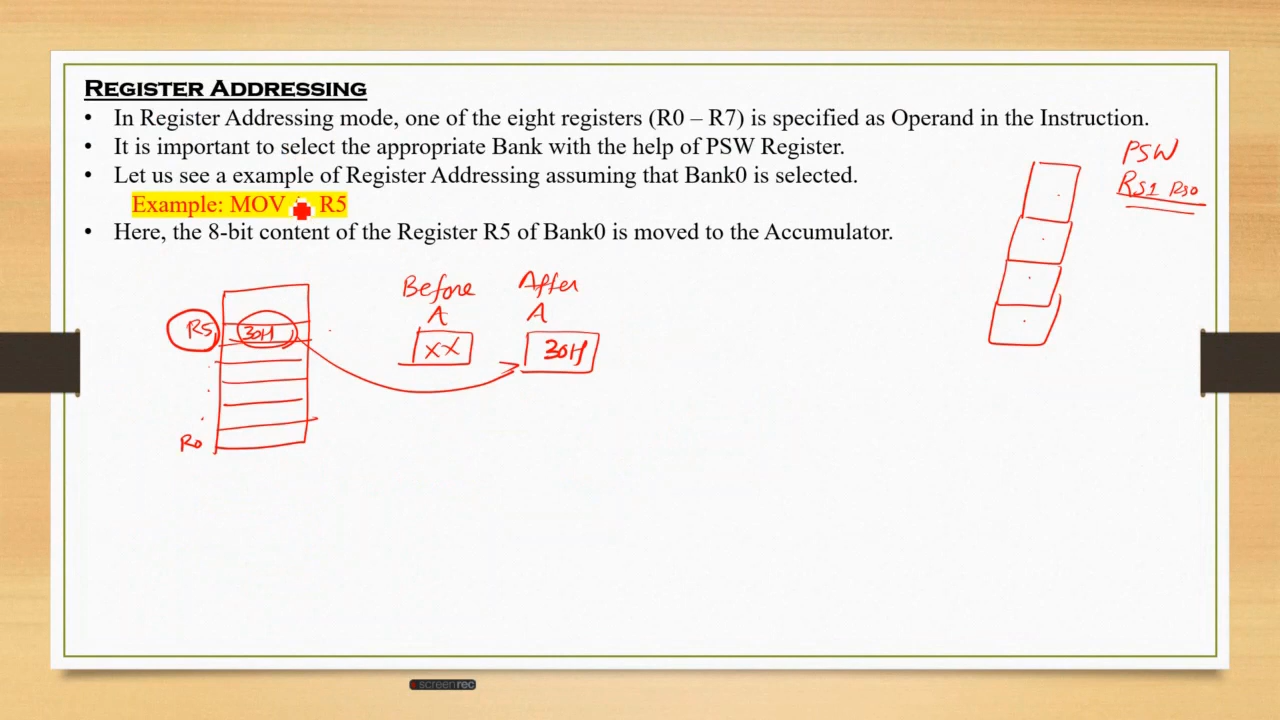 REGISTER ADDRESSING
• In Register Addressing mode, one of the eight registers (R0 – R7) is specified as Operand in the Instruction.
• It is important to select the appropriate Bank with the help of PSW Register.
• Let us see a example of Register Addressing assuming that Bank0 is selected.
Example: MOV R5
• Here, the 8-bit content of the Register R5 of Bank0 is moved to the Accumulator.
PSW
RS1 RS0
Before After
A A
R5 30H XX 30H
R0
screenrec